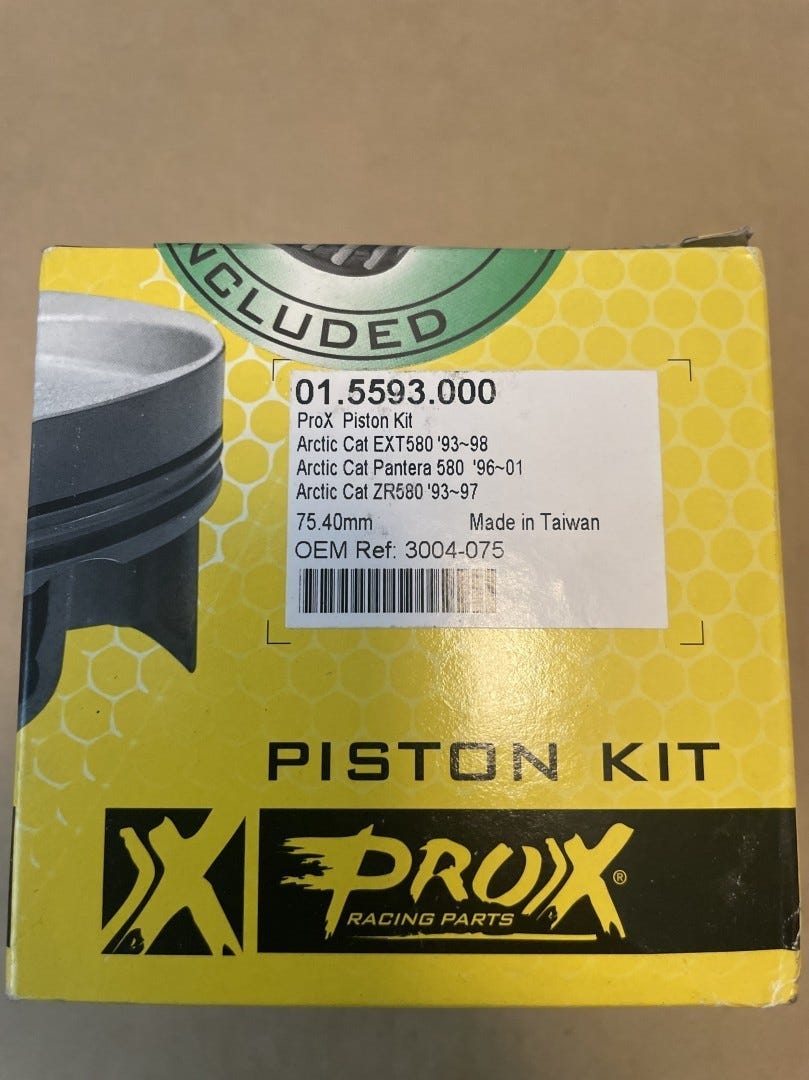 INCLUDED
01.5593.000
ProX Piston Kit
Arctic Cat EXT580 '93~98
Arctic Cat Pantera 580 '96~01
Arctic Cat ZR580 '93~97
75.40mm Made in Taiwan
OEM Ref: 3004-075
PISTON KIT
X PROX®
RACING PARTS